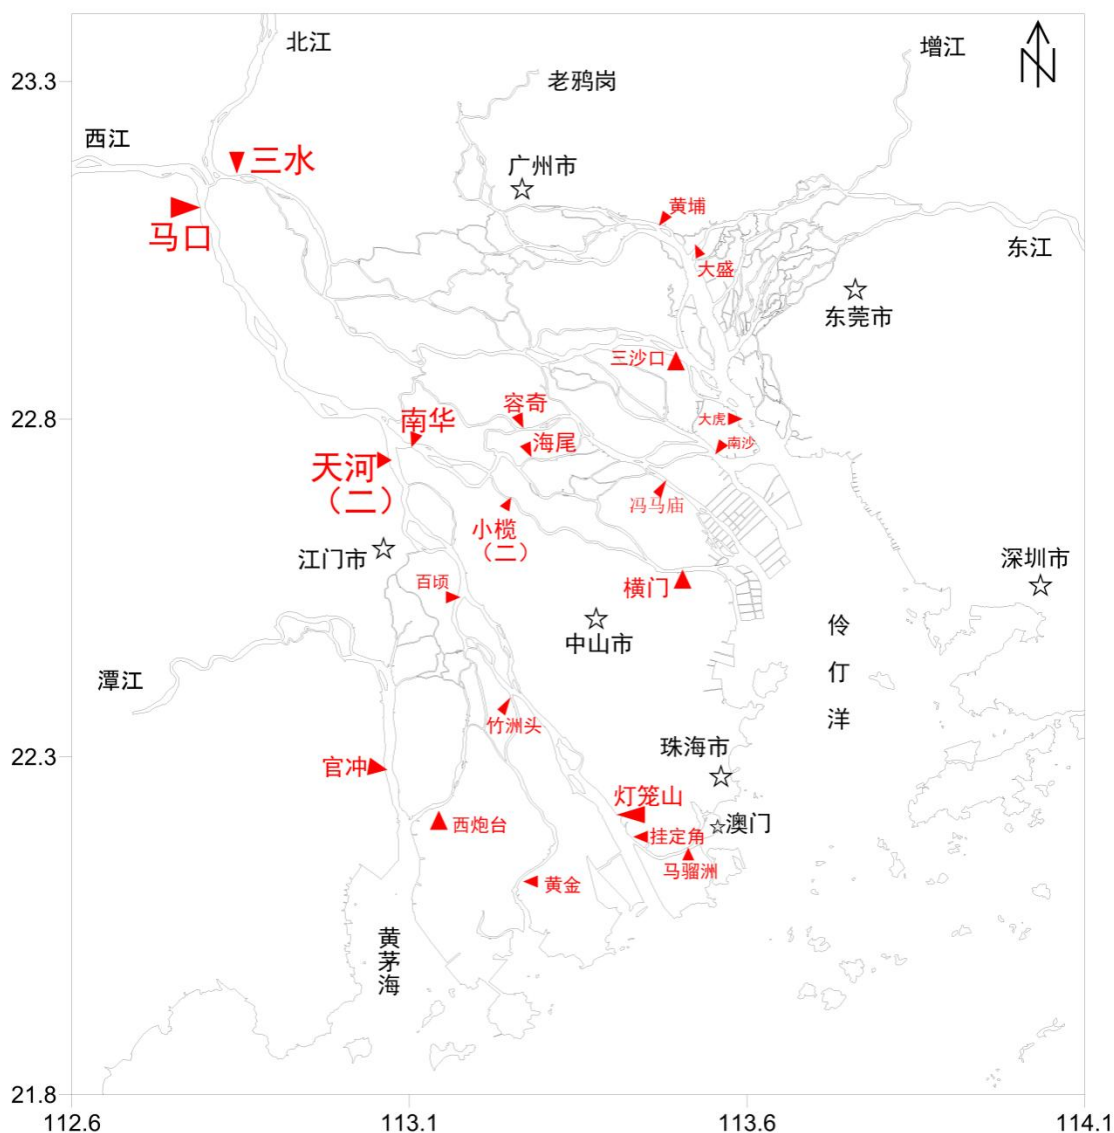 北江
增江
老鸦岗
23.3
西江
三水
广州市
黄埔
马口
东江
大盛
东莞市
三沙口
容奇
22.8
南华
大虎
海尾
南沙
天河
（二）
冯马庙
小榄
（二）
江门市
深圳市
百顷
横门
伶
仃
洋
中山市
潭江
竹洲头
珠海市
22.3
官冲
灯笼山
西炮台
澳门
挂定角
马骝洲
黄金
黄
茅
海
21.8
112.6
113.1
113.6
114.1
N